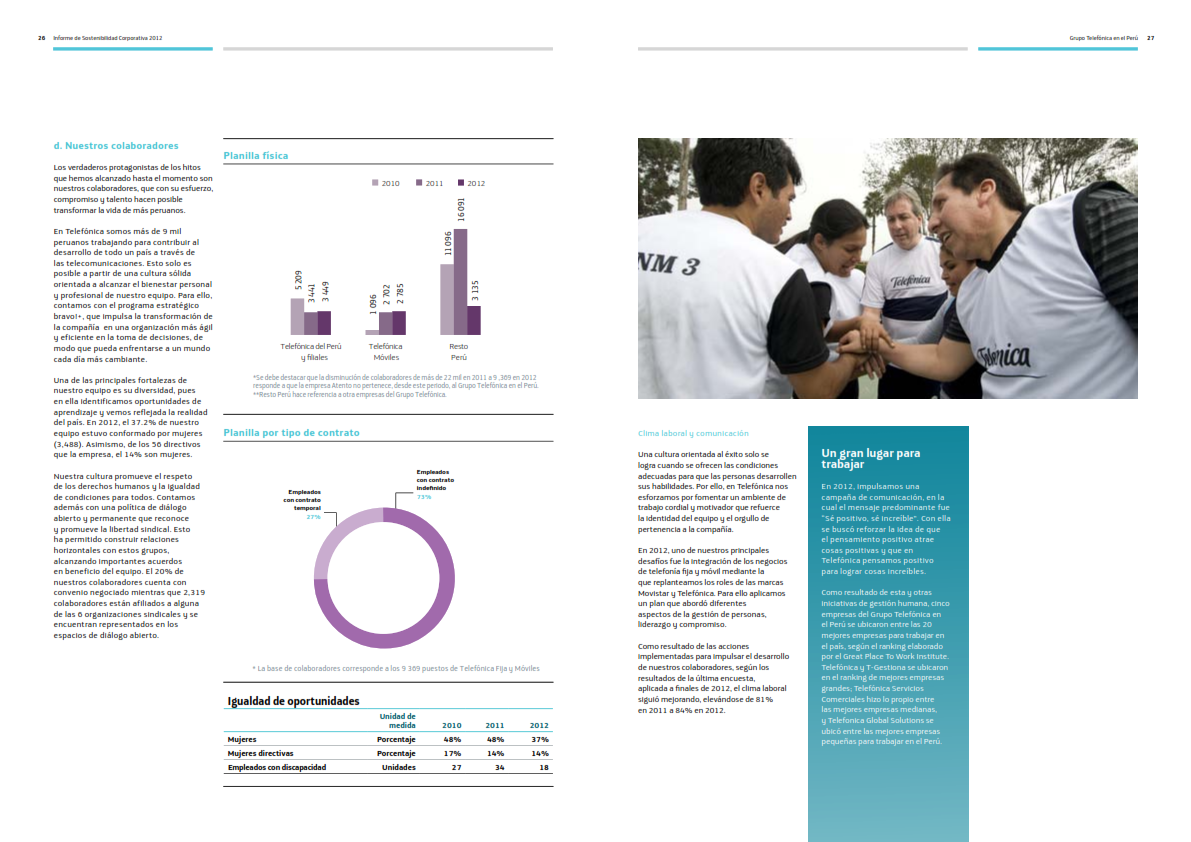 26 Informe de Sostenibilidad Corporativa 2012
d. Nuestros colaboradores
Los verdaderos protagonistas de los hitos
que hemos alcanzado hasta el momento son
nuestros colaboradores, que con su esfuerzo,
compromiso y talento hacen posible
transformar la vida de más peruanos.
En Telefónica somos más de 9 mil
peruanos trabajando para contribuir al
desarrollo de todo un país a través de
las telecomunicaciones. Esto solo es
posible a partir de una cultura sólida
orientada a alcanzar el bienestar personal
y profesional de nuestro equipo. Para ello,
contamos con el programa estratégico
bravo!+, que impulsa la transformación de
la compañía en una organización más ágil
y eficiente en la toma de decisiones, de
modo que pueda enfrentarse a un mundo
cada día más cambiante.
Una de las principales fortalezas de
nuestro equipo es su diversidad, pues
en ella identificamos oportunidades de
aprendizaje y vemos reflejada la realidad
del país. En 2012, el 37.2% de nuestro
equipo estuvo conformado por mujeres
(3,488). Asimismo, de los 56 directivos
que la empresa, el 14% son mujeres.
Nuestra cultura promueve el respeto
de los derechos humanos y la igualdad
de condiciones para todos. Contamos
además con una política de diálogo
abierto y permanente que reconoce
y promueve la libertad sindical. Esto
ha permitido construir relaciones
horizontales con estos grupos,
alcanzando importantes acuerdos
en beneficio del equipo. El 20% de
nuestros colaboradores cuenta con
convenio negociado mientras que 2,319
colaboradores están afiliados a alguna
de las 6 organizaciones sindicales y se
encuentran representados en los
espacios de diálogo abierto.
Planilla física
2010 2011 2012
5 209
3 441
3 449
1 096
2 702
2 785
11 096
16 091
3 135
Telefónica del Perú
y filiales
Telefónica
Móviles
Resto
Perú
*Se debe destacar que la disminución de colaboradores de más de 22 mil en 2011 a 9 ,369 en 2012
responde a que la empresa Atento no pertenece, desde este periodo, al Grupo Telefónica en el Perú.
**Resto Perú hace referencia a otra empresas del Grupo Telefónica.
Planilla por tipo de contrato
Empleados
con contrato
indefinido
73%
Empleados
con contrato
temporal
27%
* La base de colaboradores corresponde a los 9 369 puestos de Telefónica Fija y Móviles
Igualdad de oportunidades
Unidad de
medida 2010 2011 2012
Mujeres Porcentaje 48% 48% 37%
Mujeres directivas Porcentaje 17% 14% 14%
Empleados con discapacidad Unidades 27 34 18
Grupo Telefónica en el Perú 27
NM 3
Telefónica
Telefónica
Clima laboral y comunicación
Una cultura orientada al éxito solo se
logra cuando se ofrecen las condiciones
adecuadas para que las personas desarrollen
sus habilidades. Por ello, en Telefónica nos
esforzamos por fomentar un ambiente de
trabajo cordial y motivador que refuerce
la identidad del equipo y el orgullo de
pertenencia a la compañía.
En 2012, uno de nuestros principales
desafíos fue la integración de los negocios
de telefonía fija y móvil mediante la
que replanteamos los roles de las marcas
Movistar y Telefónica. Para ello aplicamos
un plan que abordó diferentes
aspectos de la gestión de personas,
liderazgo y compromiso.
Como resultado de las acciones
implementadas para impulsar el desarrollo
de nuestros colaboradores, según los
resultados de la última encuesta,
aplicada a finales de 2012, el clima laboral
siguió mejorando, elevándose de 81%
en 2011 a 84% en 2012.
Un gran lugar para
trabajar
En 2012, impulsamos una
campaña de comunicación, en la
cual el mensaje predominante fue
"Sé positivo, sé increíble". Con ella
se buscó reforzar la idea de que
el pensamiento positivo atrae
cosas positivas y que en
Telefónica pensamos positivo
para lograr cosas increíbles.
Como resultado de esta y otras
iniciativas de gestión humana, cinco
empresas del Grupo Telefónica en
el Perú se ubicaron entre las 20
mejores empresas para trabajar en
el país, según el ranking elaborado
por el Great Place To Work Institute.
Telefónica y T-Gestiona se ubicaron
en el ranking de mejores empresas
grandes; Telefónica Servicios
Comerciales hizo lo propio entre
las mejores empresas medianas,
y Telefonica Global Solutions se
ubicó entre las mejores empresas
pequeñas para trabajar en el Perú.